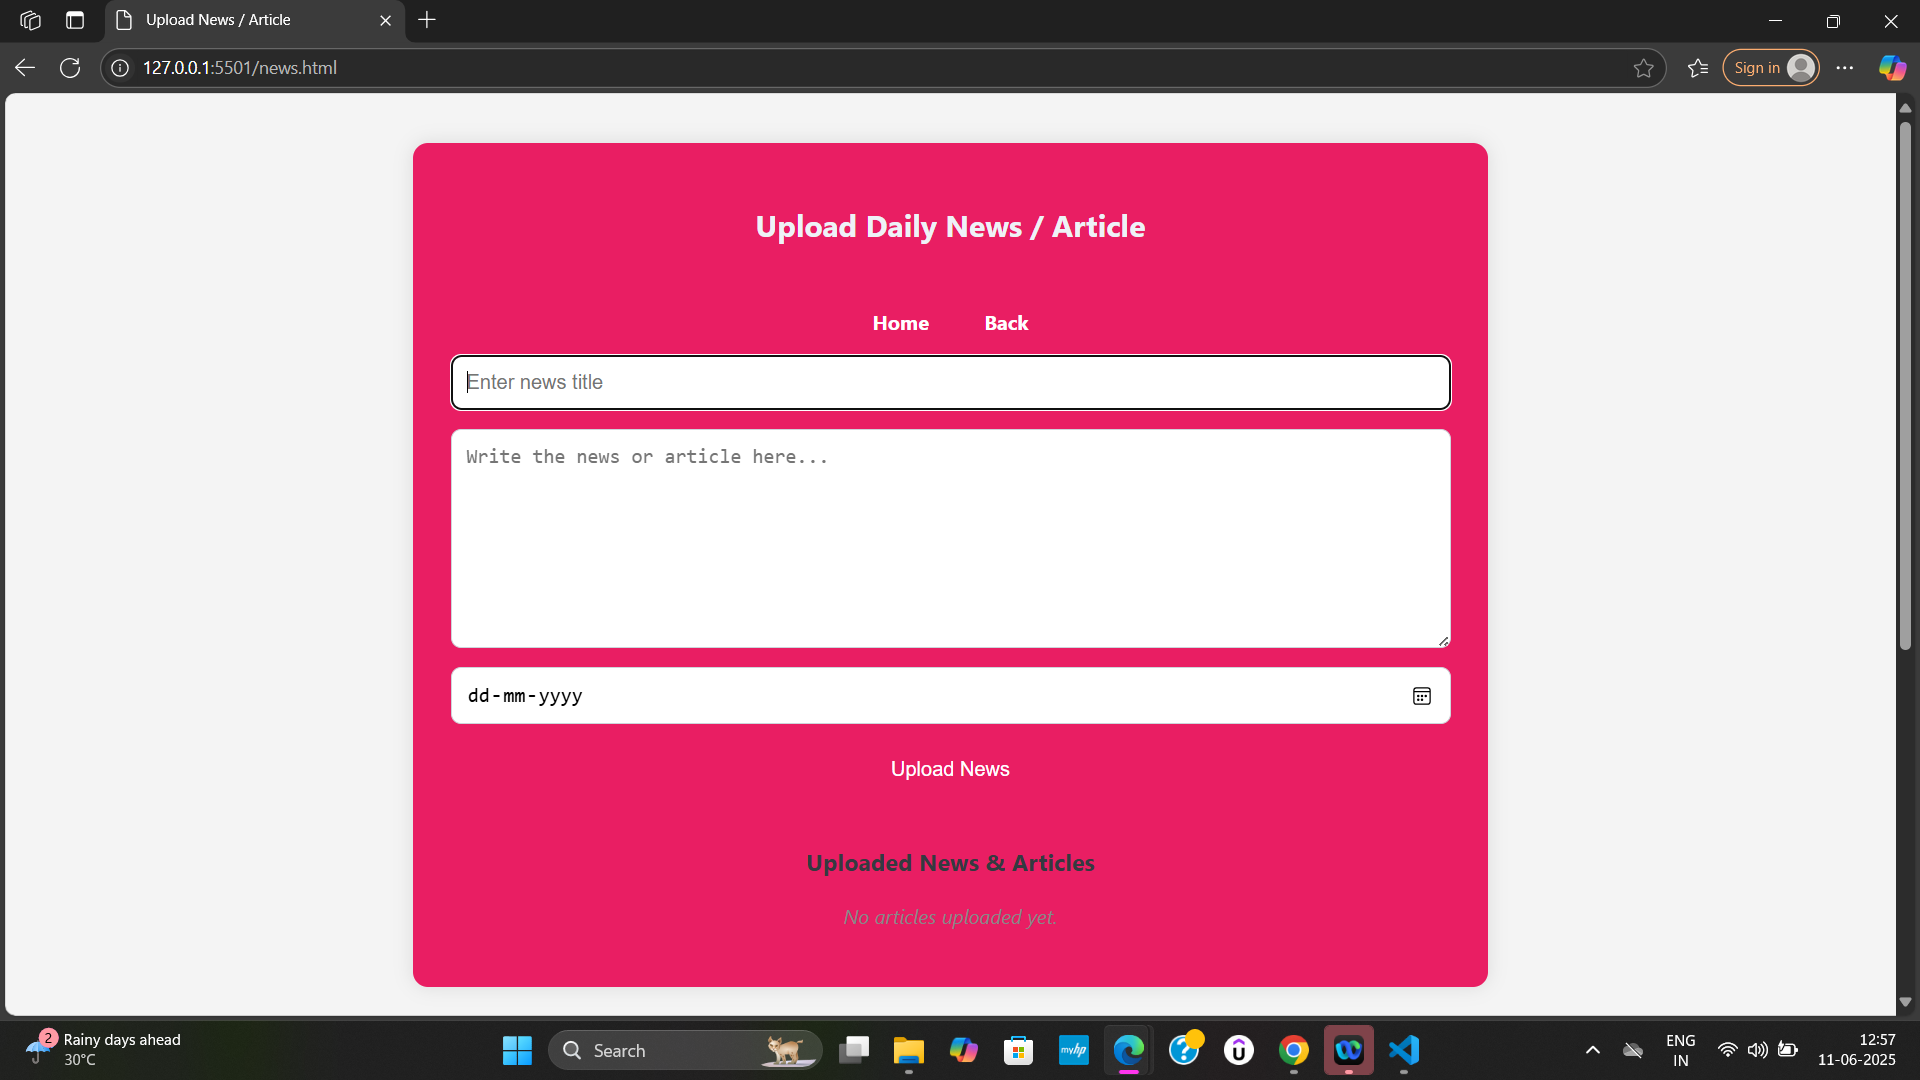 Upload News / Article
127.0.0.1:5501/news.html
Sign in
Upload Daily News / Article
Home Back
Enter news title
Write the news or article here...
dd-mm-yyyy
Upload News
Uploaded News & Articles
No articles uploaded yet.
2
Rainy days ahead
30°C
Search
myhp
ENG
IN
12:57
11-06-2025